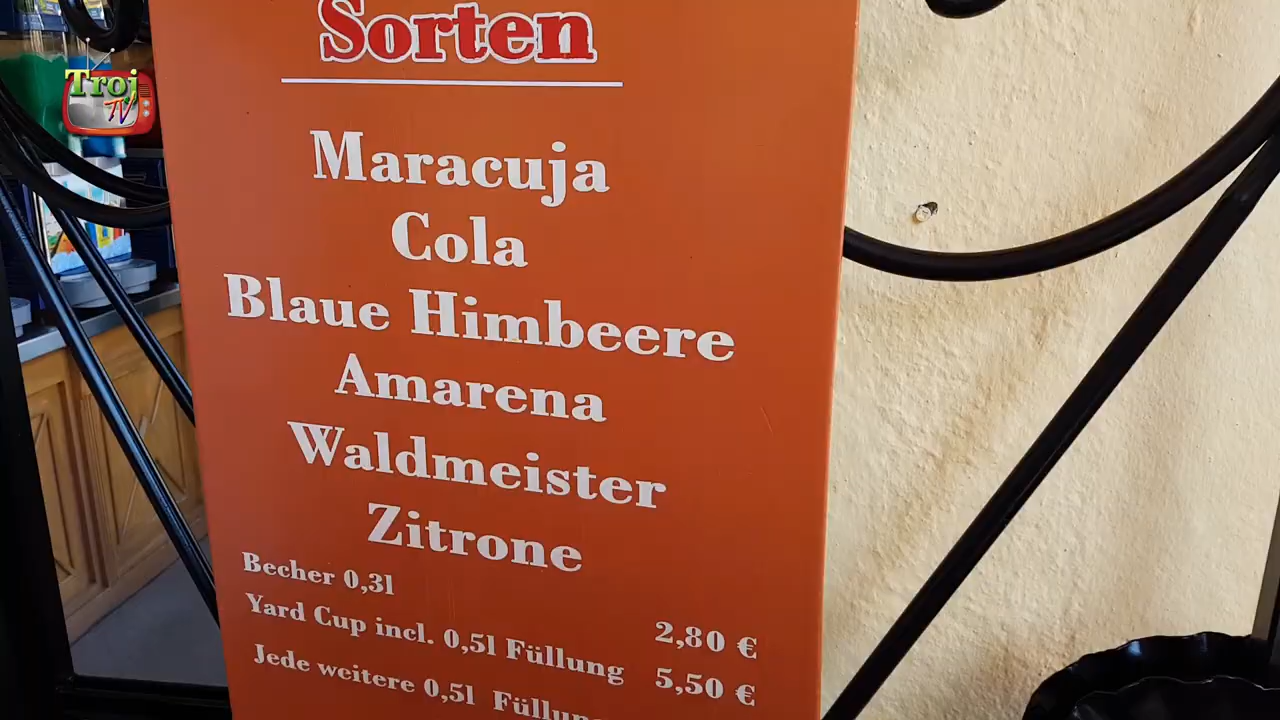 Troj
TV
Sorten
Maracuja
Cola
Blaue Himbeere
Amarena
Waldmeister
Zitrone
Becher 0,3l 2,80 €
Yard Cup incl. 0,5l Füllung 5,50 €
Jede weitere 0,5l Füllung